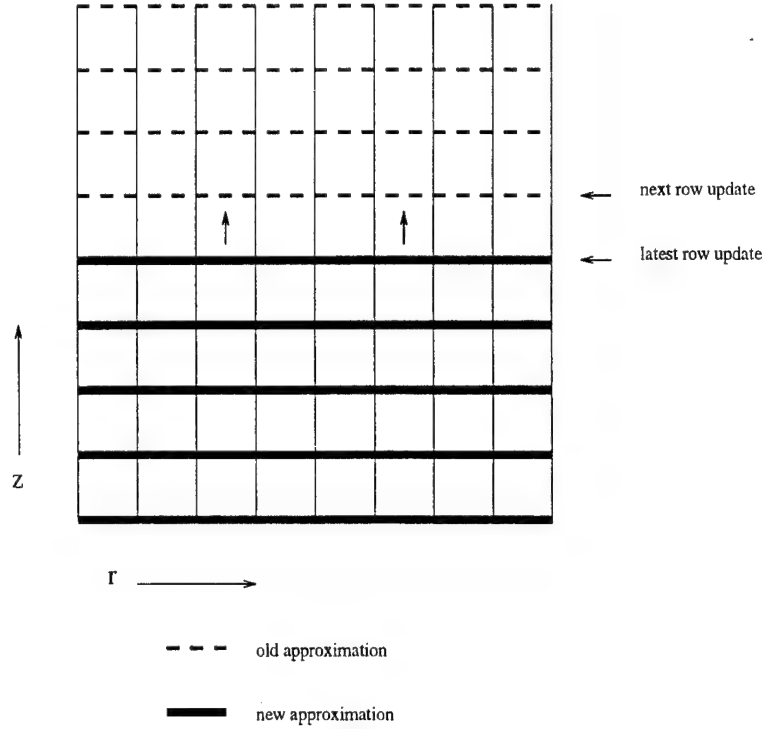 next row update
latest row update
z
r
old approximation
new approximation